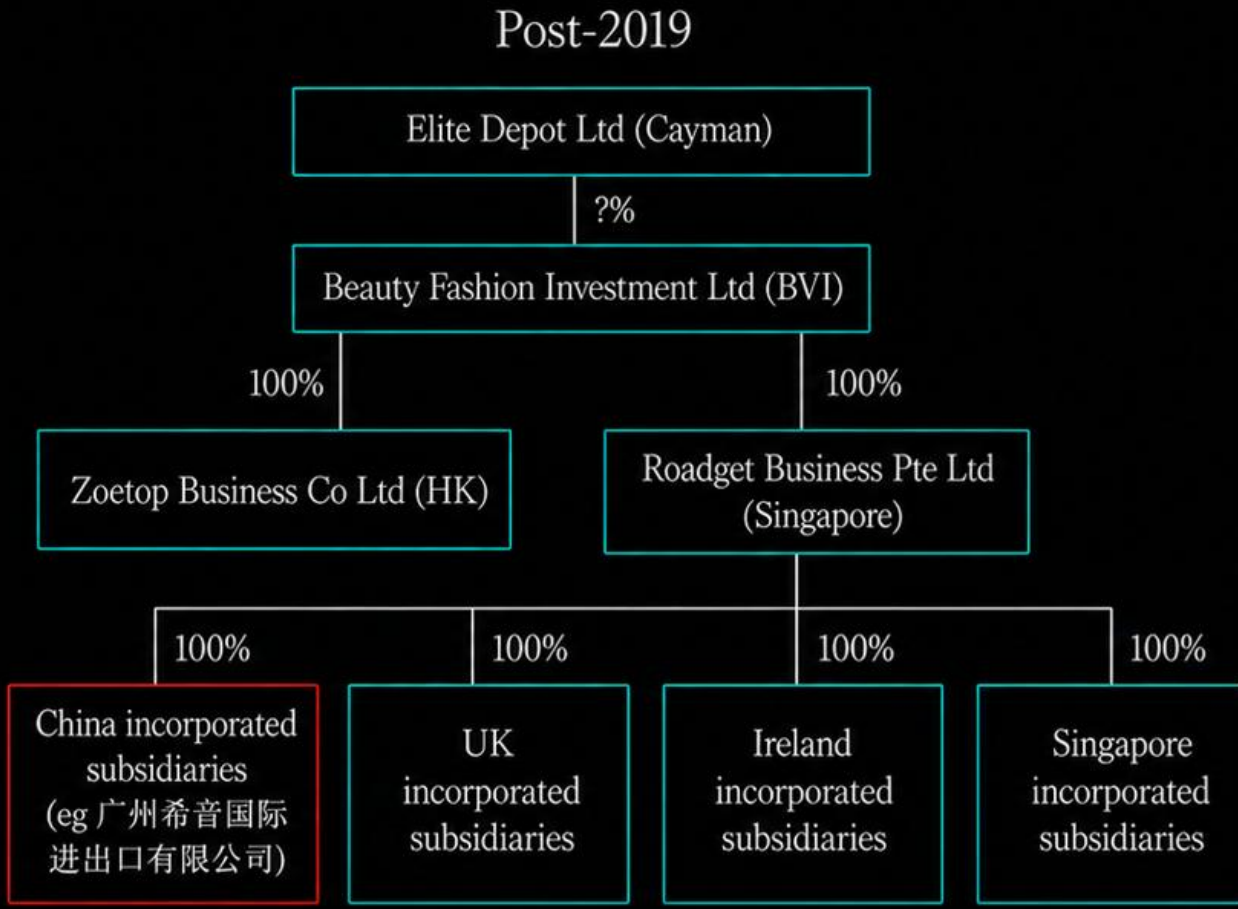 Post-2019
Elite Depot Ltd (Cayman)
?%
Beauty Fashion Investment Ltd (BVI)
100%
100%
Zoetop Business Co Ltd (HK)
Roadget Business Pte Ltd
(Singapore)
100%
100%
100%
100%
China incorporated
subsidiaries
(eg 广州希音国际
进出口有限公司)
UK
incorporated
subsidiaries
Ireland
incorporated
subsidiaries
Singapore
incorporated
subsidiaries